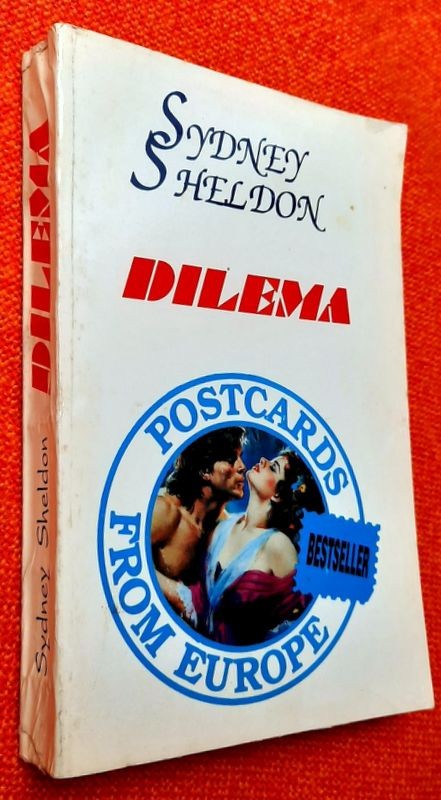 SYDNEY
SHELDON
DILEMA
POSTCARDS
FROM EUROPE
BESTSELLER
Sydney Sheldon DILEMA